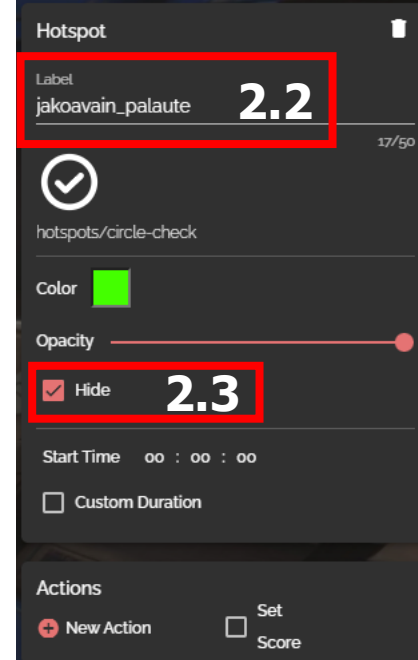 Hotspot
Label
jakoavain_palaute
2.2
17/50
hotspots/circle-check
Color
Opacity
Hide
2.3
Start Time 00 : 00 : 00
Custom Duration
Actions
New Action
Set
Score